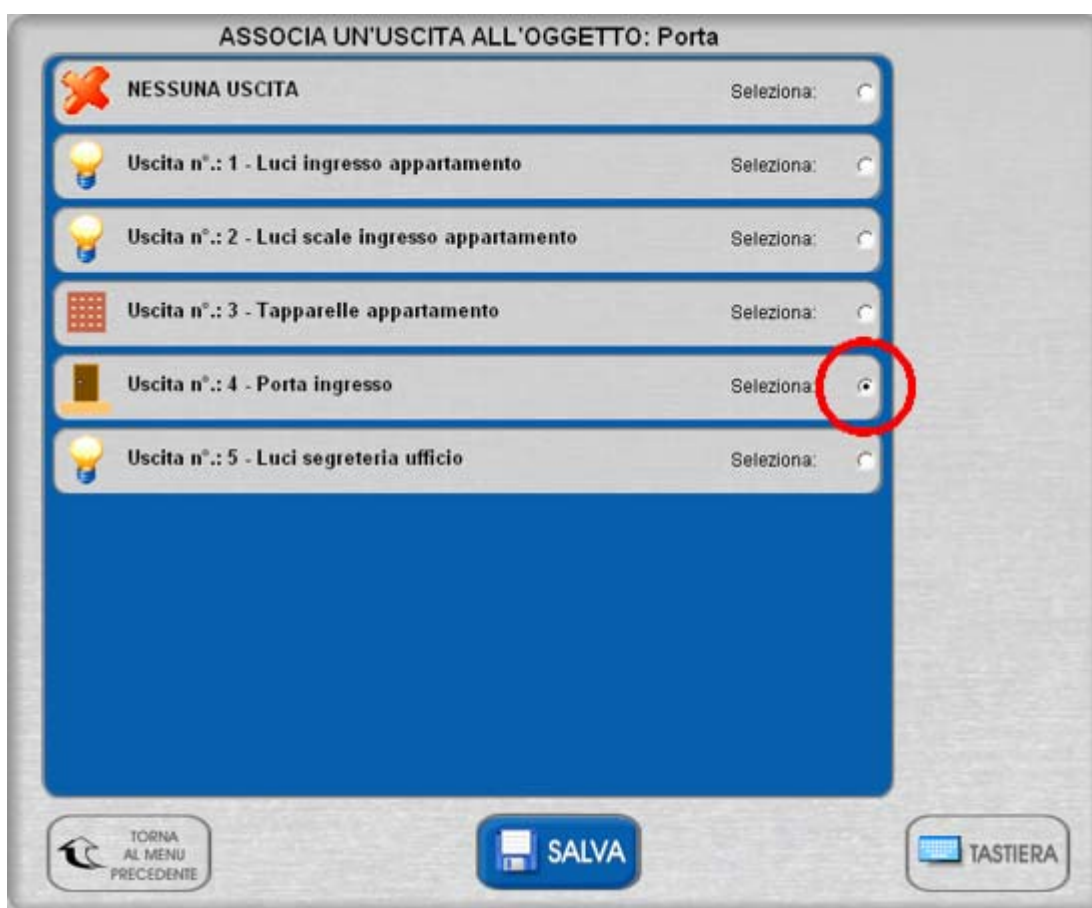 ASSOCIA UN'USCITA ALL'OGGETTO: Porta
NESSUNA USCITA Seleziona:
Uscita n°.: 1 - Luci ingresso appartamento Seleziona:
Uscita n°.: 2 - Luci scale ingresso appartamento Seleziona:
Uscita n°.: 3 - Tapparelle appartamento Seleziona:
Uscita n°.: 4 - Porta ingresso Seleziona:
Uscita n°.: 5 - Luci segreteria ufficio Seleziona:
TORNA
AL MENU
PRECEDENTE
SALVA
TASTIERA